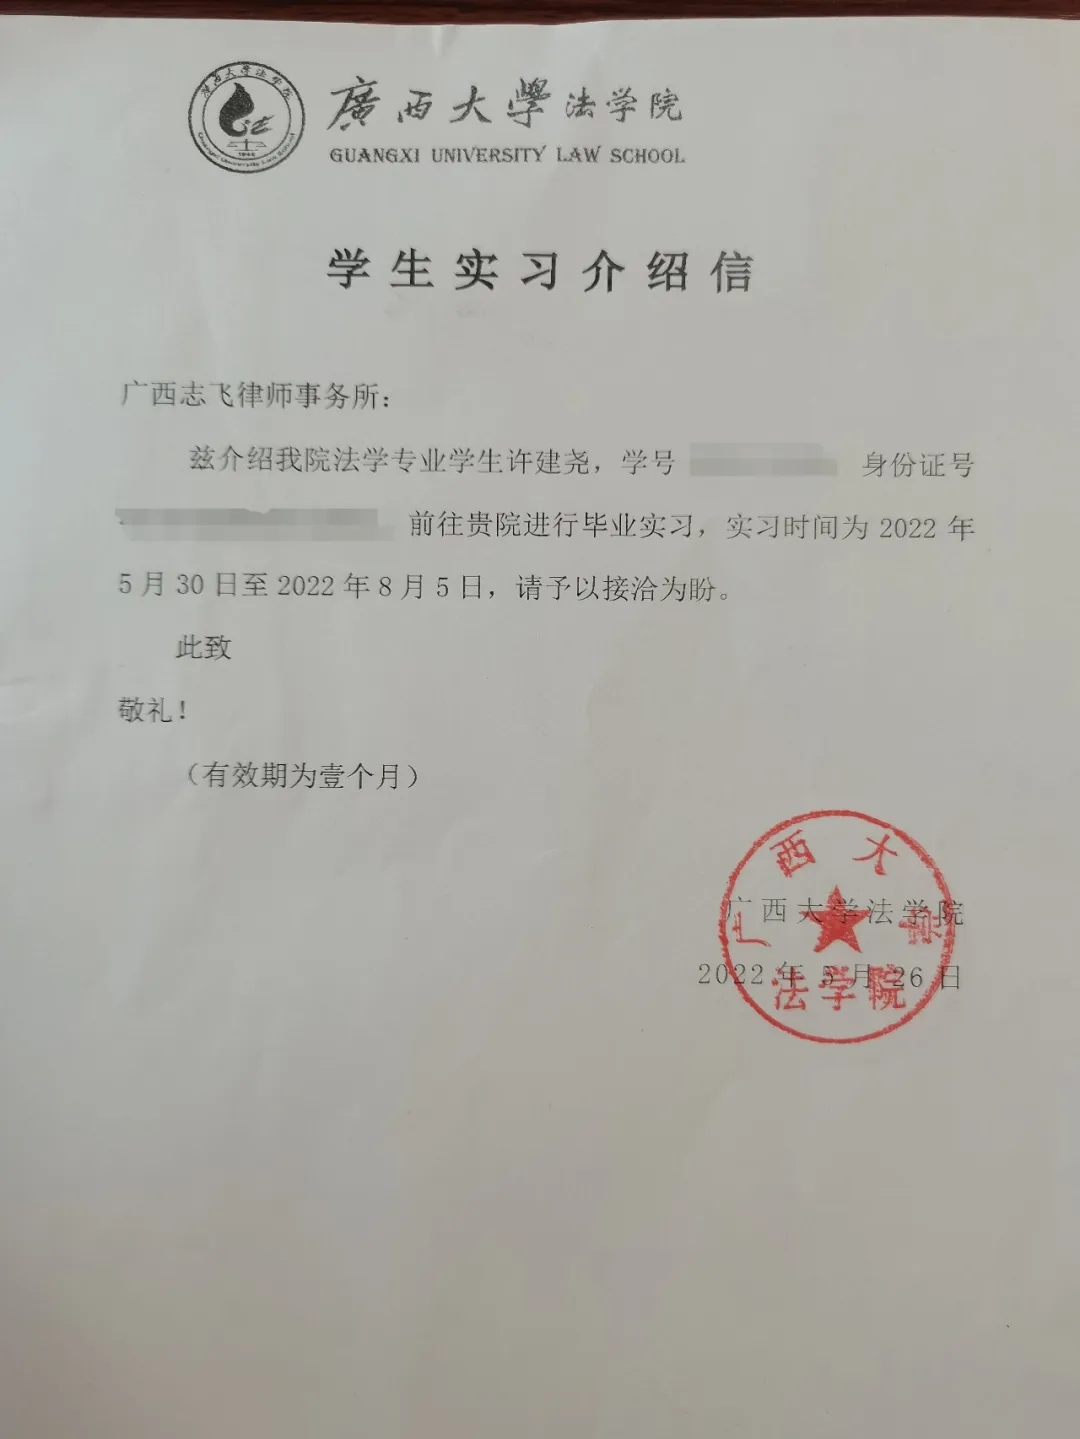 廣西大學法学院
GUANGXI UNIVERSITY LAW SCHOOL
学生实习介绍信
广西志飞律师事务所：
兹介绍我院法学专业学生许建尧，学号 身份证号
前往贵院进行毕业实习，实习时间为 2022 年
5 月 30 日至 2022 年 8 月 5 日，请予以接洽为盼。
此致
敬礼！
（有效期为壹个月）
广西大学法学院
2022 年 5 月 26 日
广西大学
法学院